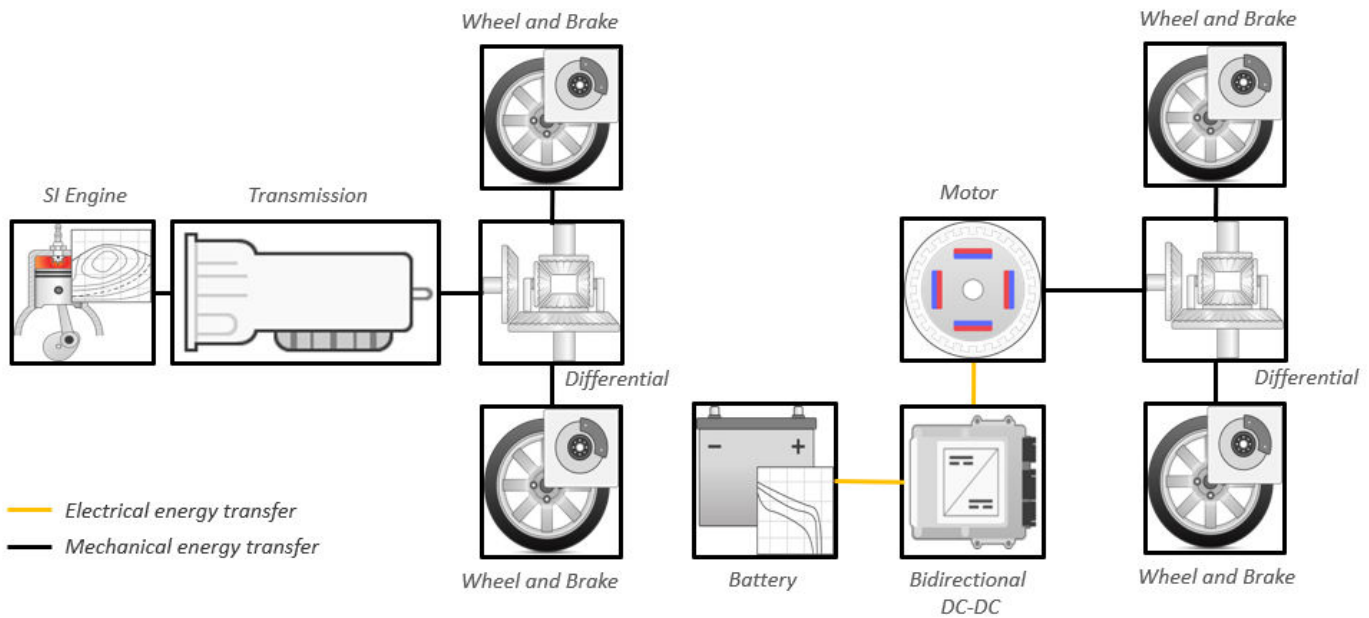 Wheel and Brake
Wheel and Brake
SI Engine
Transmission
Motor
Differential
Differential
− +
Electrical energy transfer
Mechanical energy transfer
Wheel and Brake
Battery
Bidirectional
DC-DC
Wheel and Brake